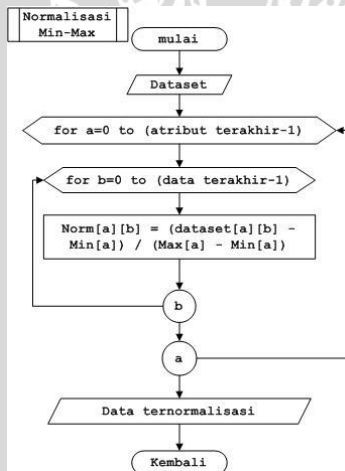 Normalisasi
Min-Max
mulai
Dataset
for a=0 to (atribut terakhir-1)
for b=0 to (data terakhir-1)
Norm[a][b] = (dataset[a][b] -
Min[a]) / (Max[a] - Min[a])
b
a
Data ternormalisasi
Kembali